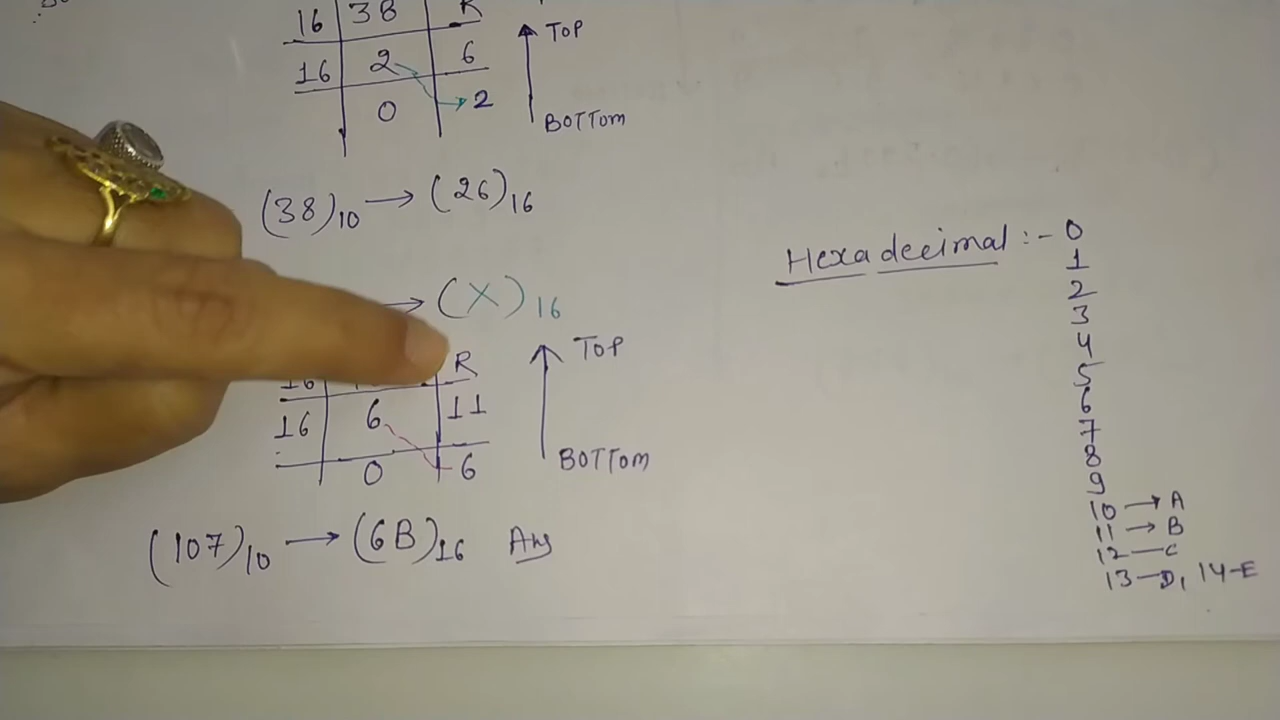 16 38 R
16 2 6
0 2
TOP
BOTTOM
(38)10 → (26)16
→ (X)16
R
16
16 6 11
0 6
TOP
BOTTOM
(107)10 → (6B)16 Ans
Hexadecimal :- 0
1
2
3
4
5
6
7
8
9
10 → A
11 → B
12 — C
13 — D, 14-E